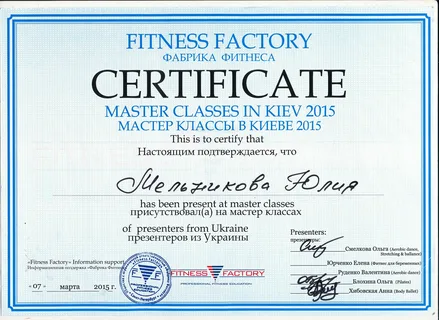 FITNESS FACTORY
ФАБРИКА ФИТНЕСА
CERTIFICATE
MASTER CLASSES IN KIEV 2015
МАСТЕР КЛАССЫ В КИЕВЕ 2015
This is to certify that
Настоящим подтверждается, что
Мельникова Юлия
has been present at master classes
присутствовал(а) на мастер классах
of presenters from Ukraine
презентеров из Украины
Presenters:
презентеры:
Смелкова Ольга (Aerobic dance, Stretching & ballance)
Юрченко Елена (Фитнес для беременных)
Руденко Валентина (Aerobic dance)
Блохина Ольга (Pilates)
Хибовская Анна (Body Ballet)
«Fitness Factory» Information support
Информационная поддержка «Фабрика Фитнеса»
FITNESS FACTORY
PROFESSIONAL FITNESS EDUCATION
- 07 - марта 2015 г.